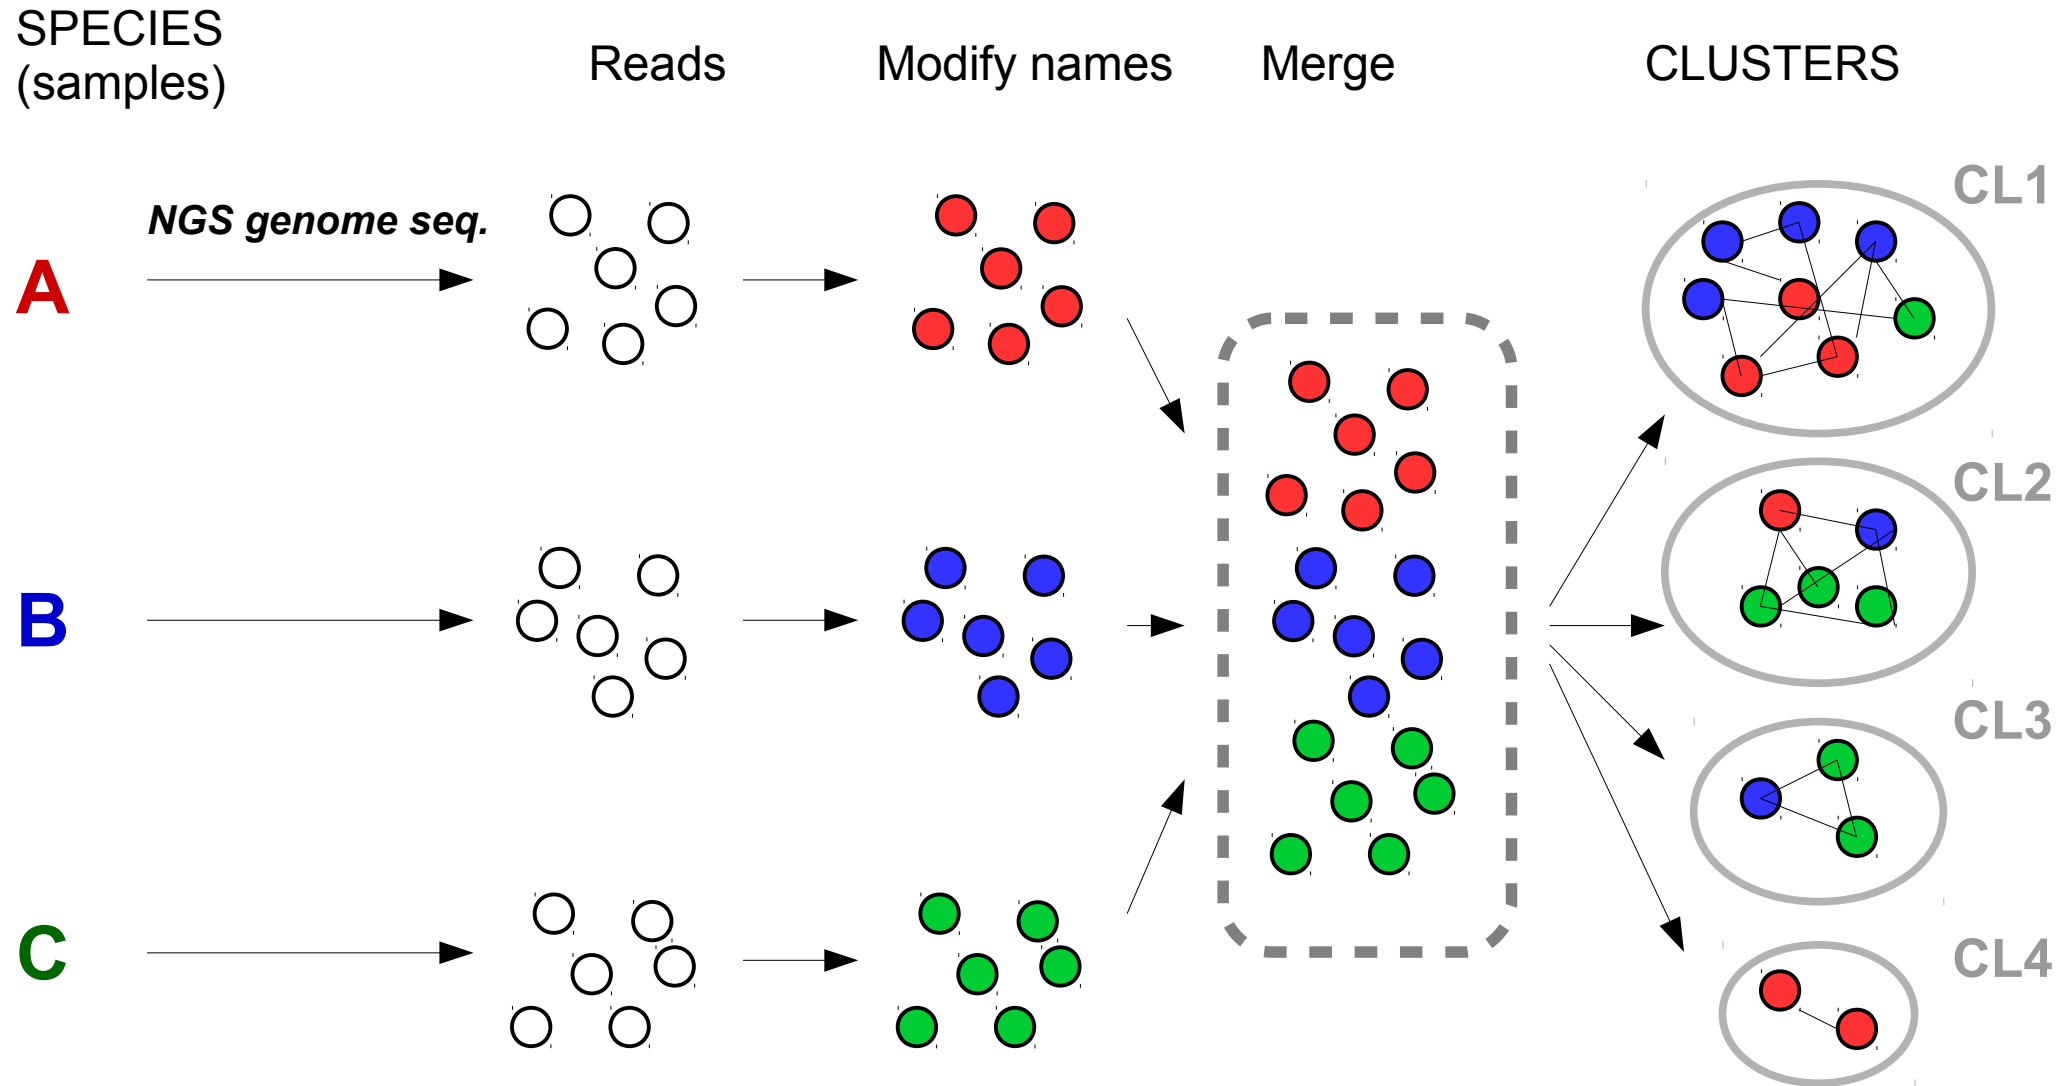 SPECIES
(samples)
Reads
Modify names
Merge
CLUSTERS
NGS genome seq.
A
B
C
CL1
CL2
CL3
CL4